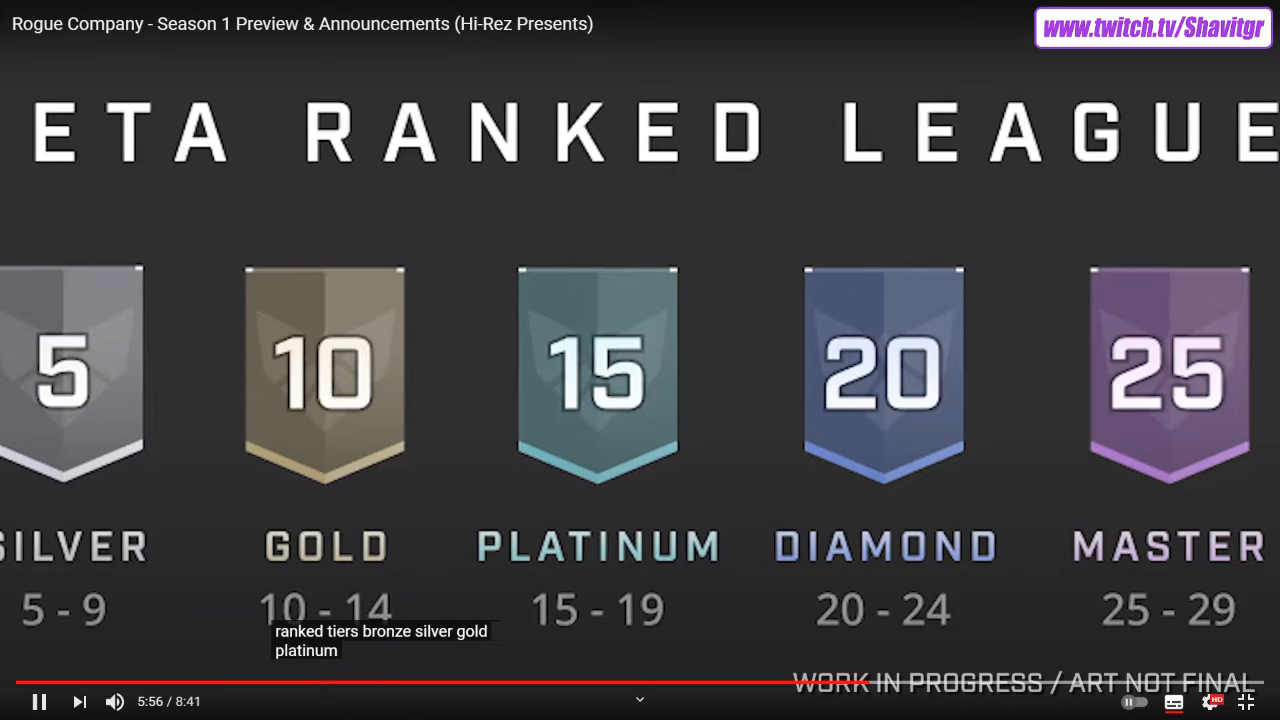 Rogue Company - Season 1 Preview & Announcements (Hi-Rez Presents)
www.twitch.tv/Shavitgr
ETA RANKED LEAGUE
5 10 15 20 25
SILVER GOLD PLATINUM DIAMOND MASTER
5 - 9 10 - 14 15 - 19 20 - 24 25 - 29
ranked tiers bronze silver gold
platinum
WORK IN PROGRESS / ART NOT FINAL
5:56 / 8:41
HD